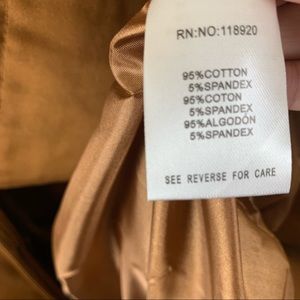 RN:NO:118920
95%COTTON
5%SPANDEX
95%COTON
5%SPANDEX
95%ALGODÓN
5%SPANDEX
SEE REVERSE FOR CARE